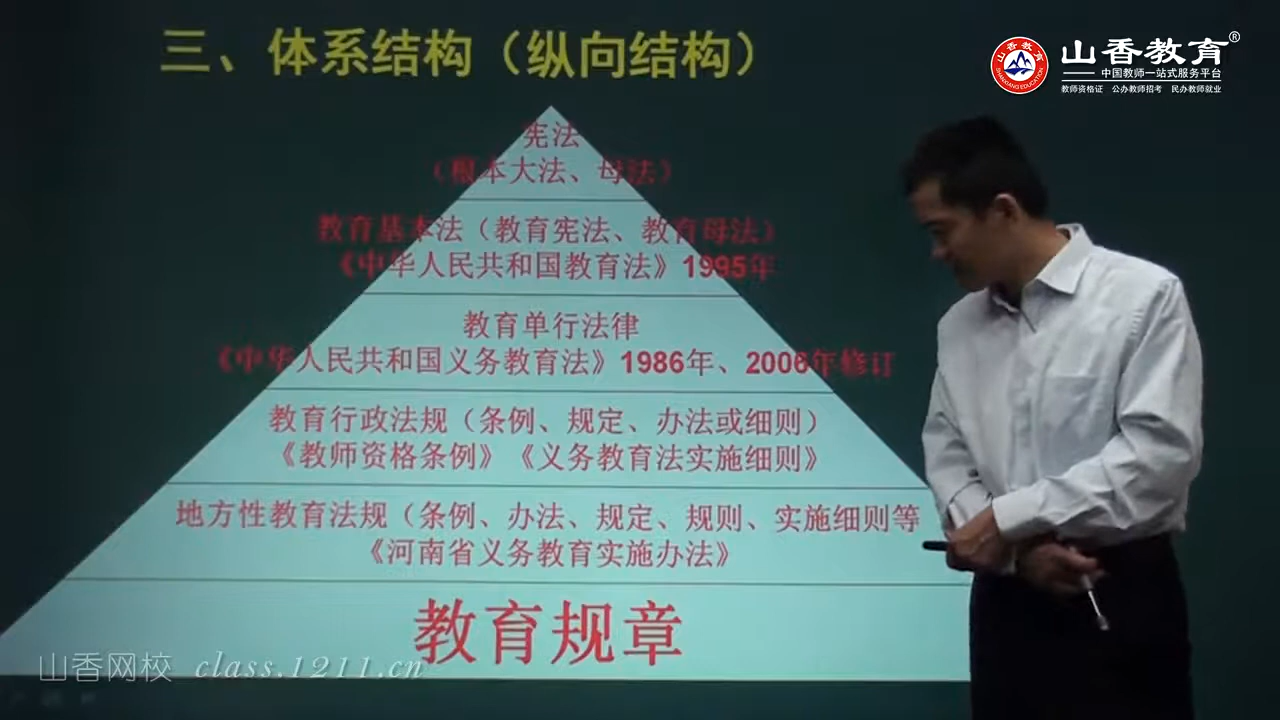 三、体系结构（纵向结构）
山香教育®
中国教师一站式服务平台
教师资格证 公办教师招考 民办教师就业
山香教育
SHANXIANG EDUCATION
宪法
（根本大法、母法）
教育基本法（教育宪法、教育母法）
《中华人民共和国教育法》1995年
教育单行法律
《中华人民共和国义务教育法》1986年、2006年修订
教育行政法规（条例、规定、办法或细则）
《教师资格条例》《义务教育法实施细则》
地方性教育法规（条例、办法、规定、规则、实施细则等
《河南省义务教育实施办法》
教育规章
山香网校 class.1211.cn